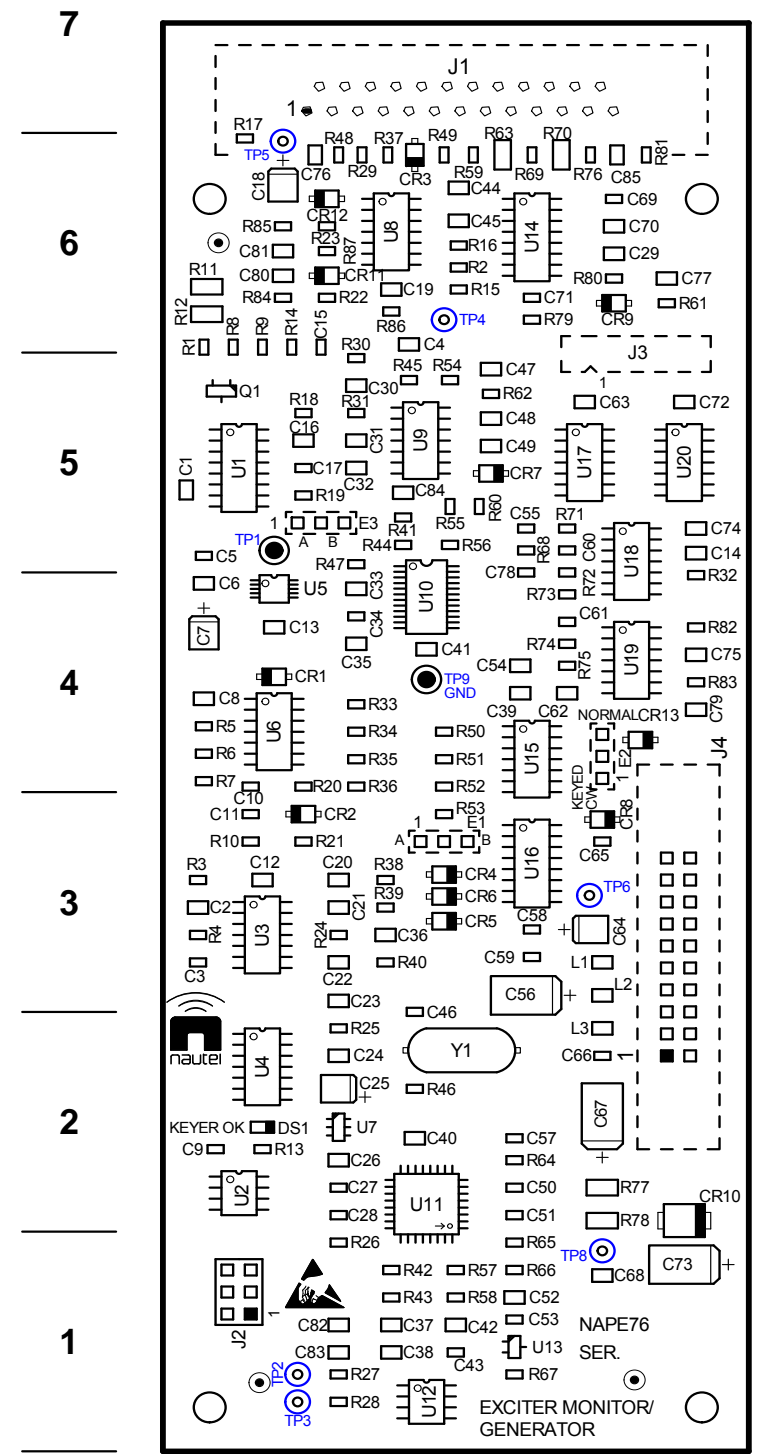 7
J1
1
R17
R48 R37 R49 R63 R70 R81
TP5
+
C76 R29 CR3 R59 R69 R76 C85
C18
C44
C69
CR12
U8
U14
R85
C45
C70
6
R23
R87
C81
R16
C29
R11
C80
CR11
R2
R80
C77
R84 R22 C19 R15 C71 R61
R12
R86
TP4
R79
CR9
R1 R8 R9 R14 C15
R30
C4
J3
R45 R54
C47
1
Q1
C30
R62
C63
C72
R18 R31
C16
C48
U1
C31
U9
C49
U17
U20
5
C1
C17
C32
CR7
R19
C84
R55
R60
1 E3
A B
R41
C55 R71
C74
TP1
R44
R56
R68
C60
U18
C14
C5
R47
C78
R72
R32
C6
U5
C33
U10
R73
+
C34
C61
C7
C13
R74
U19
R82
C35
C41
C54
R75
C75
4
CR1
TP9
GND
R83
C8
R33
C39 C62
C79
NORMAL
CR13
R5
U6
R34
R50
U15
J4
R6
R35
R51
E2
R7
R20
R36
R52
KEYED
CW
1
C10
C11
CR2
R53
CR8
1 E1
A B
R10
R21
U16
C65
R3
C12
C20
R38
CR4
3
C2
C21
R39
CR6
TP6
R4
U3
R24
C36
CR5
C58
+
C64
C3
R40
C59
L1
C22
C56
+
L2
C23
C46
nautel
R25
L3
U4
C24
Y1
C66
1
C25
+
R46
C67
2
KEYER OK
DS1
U7
C57
+
C9
R13
C40
C26
R64
U2
C27
U11
C50
R77
CR10
C28
C51
R78
R26
R65
TP8
R42
R57
R66
C68
C73
+
R43
R58
C52
J2
1
C82
C37
C42
C53
NAPE76
1
C83
C38
C43
U13
SER.
TP2
R27
R67
TP3
R28
U12
EXCITER MONITOR/
GENERATOR